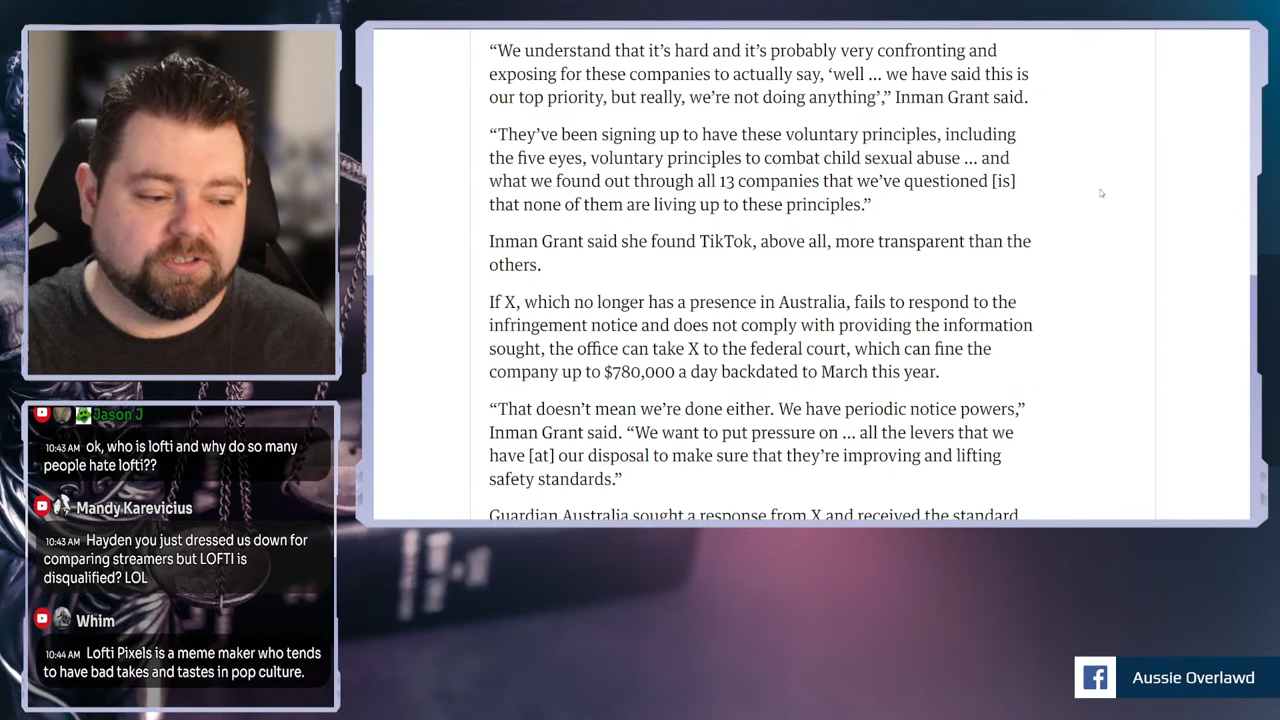 “We understand that it’s hard and it’s probably very confronting and
exposing for these companies to actually say, ‘well ... we have said this is
our top priority, but really, we’re not doing anything’,” Inman Grant said.
“They’ve been signing up to have these voluntary principles, including
the five eyes, voluntary principles to combat child sexual abuse ... and
what we found out through all 13 companies that we’ve questioned [is]
that none of them are living up to these principles.”
Inman Grant said she found TikTok, above all, more transparent than the
others.
If X, which no longer has a presence in Australia, fails to respond to the
infringement notice and does not comply with providing the information
sought, the office can take X to the federal court, which can fine the
company up to $780,000 a day backdated to March this year.
“That doesn’t mean we’re done either. We have periodic notice powers,”
Inman Grant said. “We want to put pressure on ... all the levers that we
have [at] our disposal to make sure that they’re improving and lifting
safety standards.”
Guardian Australia sought a response from X and received the standard
Jason J
10:43 AM ok, who is lofti and why do so many
people hate lofti??
Mandy Karevicius
10:43 AM Hayden you just dressed us down for
comparing streamers but LOFTI is
disqualified? LOL
Whim
10:44 AM Lofti Pixels is a meme maker who tends
to have bad takes and tastes in pop culture.
Aussie Overlawd